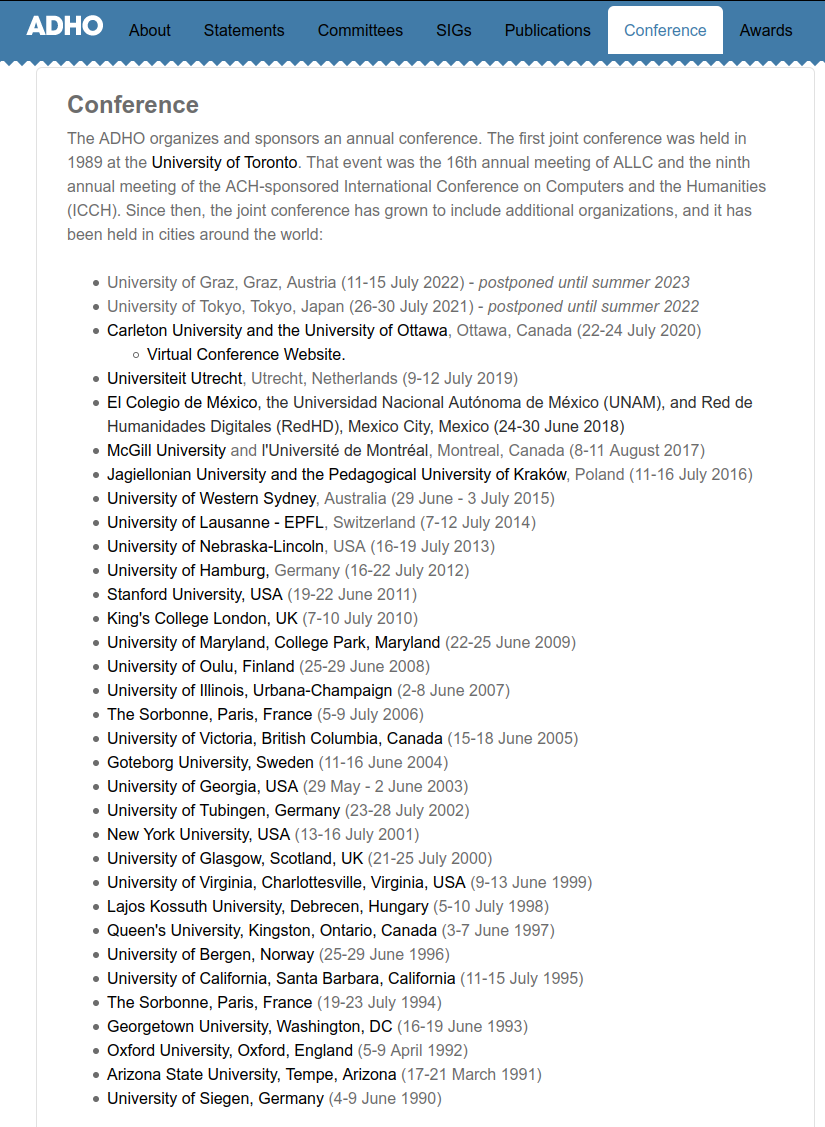 ADHO About Statements Committees SIGs Publications Conference Awards
Conference
The ADHO organizes and sponsors an annual conference. The first joint conference was held in
1989 at the University of Toronto. That event was the 16th annual meeting of ALLC and the ninth
annual meeting of the ACH-sponsored International Conference on Computers and the Humanities
(ICCH). Since then, the joint conference has grown to include additional organizations, and it has
been held in cities around the world:
• University of Graz, Graz, Austria (11-15 July 2022) - postponed until summer 2023
• University of Tokyo, Tokyo, Japan (26-30 July 2021) - postponed until summer 2022
• Carleton University and the University of Ottawa, Ottawa, Canada (22-24 July 2020)
◦ Virtual Conference Website.
• Universiteit Utrecht, Utrecht, Netherlands (9-12 July 2019)
• El Colegio de México, the Universidad Nacional Autónoma de México (UNAM), and Red de
Humanidades Digitales (RedHD), Mexico City, Mexico (24-30 June 2018)
• McGill University and l'Université de Montréal, Montreal, Canada (8-11 August 2017)
• Jagiellonian University and the Pedagogical University of Kraków, Poland (11-16 July 2016)
• University of Western Sydney, Australia (29 June - 3 July 2015)
• University of Lausanne - EPFL, Switzerland (7-12 July 2014)
• University of Nebraska-Lincoln, USA (16-19 July 2013)
• University of Hamburg, Germany (16-22 July 2012)
• Stanford University, USA (19-22 June 2011)
• King's College London, UK (7-10 July 2010)
• University of Maryland, College Park, Maryland (22-25 June 2009)
• University of Oulu, Finland (25-29 June 2008)
• University of Illinois, Urbana-Champaign (2-8 June 2007)
• The Sorbonne, Paris, France (5-9 July 2006)
• University of Victoria, British Columbia, Canada (15-18 June 2005)
• Goteborg University, Sweden (11-16 June 2004)
• University of Georgia, USA (29 May - 2 June 2003)
• University of Tubingen, Germany (23-28 July 2002)
• New York University, USA (13-16 July 2001)
• University of Glasgow, Scotland, UK (21-25 July 2000)
• University of Virginia, Charlottesville, Virginia, USA (9-13 June 1999)
• Lajos Kossuth University, Debrecen, Hungary (5-10 July 1998)
• Queen's University, Kingston, Ontario, Canada (3-7 June 1997)
• University of Bergen, Norway (25-29 June 1996)
• University of California, Santa Barbara, California (11-15 July 1995)
• The Sorbonne, Paris, France (19-23 July 1994)
• Georgetown University, Washington, DC (16-19 June 1993)
• Oxford University, Oxford, England (5-9 April 1992)
• Arizona State University, Tempe, Arizona (17-21 March 1991)
• University of Siegen, Germany (4-9 June 1990)